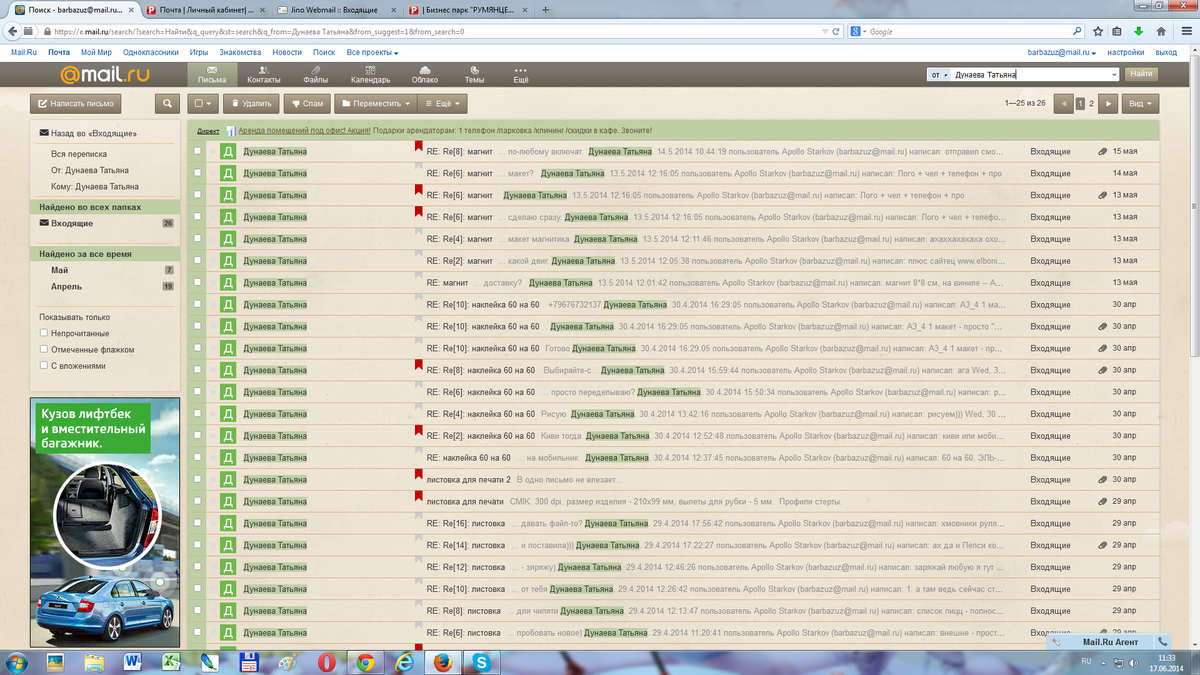 Поиск - barbazuz@mail.ru...
Почта | Личный кабинет|...
Jino Webmail :: Входящие
| Бизнес парк "РУМЯНЦЕ...
https://e.mail.ru/search/?search=Найти&q_query&st=search&q_from=Дунаева Татьяна&from_suggest=1&from_search=0
Google
Mail.Ru Почта Мой Мир Одноклассники Игры Знакомства Новости Поиск Все проекты
barbazuz@mail.ru настройки выход
@mail.ru Письма Контакты Файлы Календарь Облако Темы Ещё
от Дунаева Татьяна Найти
Написать письмо Удалить Спам Переместить Ещё 1—25 из 26 1 2 Вид
Назад во «Входящие»
Вся переписка
От: Дунаева Татьяна
Кому: Дунаева Татьяна
Найдено во всех папках
Входящие 26
Найдено за все время
Май 7
Апрель 19
Показывать только
Непрочитанные
Отмеченные флажком
С вложениями
Кузов лифтбек
и вместительный
багажник.
Директ Аренда помещений под офис! Акция! Подарки арендаторам: 1 телефон /парковка /клининг /скидки в кафе. Звоните!
Д Дунаева Татьяна RE: Re[8]: магнит ... по-любому включат. Дунаева Татьяна 14.5.2014 10:44:19 пользователь Apollo Starkov (barbazuz@mail.ru) написал: отправил смо... Входящие 15 мая
Д Дунаева Татьяна RE: Re[6]: магнит ... макет? Дунаева Татьяна 13.5.2014 12:16:05 пользователь Apollo Starkov (barbazuz@mail.ru) написал: Лого + чел + телефон + про Входящие 14 мая
Д Дунаева Татьяна RE: Re[6]: магнит Дунаева Татьяна 13.5.2014 12:16:05 пользователь Apollo Starkov (barbazuz@mail.ru) написал: Лого + чел + телефон + про Входящие 13 мая
Д Дунаева Татьяна RE: Re[6]: магнит ... сделаю сразу. Дунаева Татьяна 13.5.2014 12:16:05 пользователь Apollo Starkov (barbazuz@mail.ru) написал: Лого + чел + телефо... Входящие 13 мая
Д Дунаева Татьяна RE: Re[4]: магнит ... макет магнитика Дунаева Татьяна 13.5.2014 12:11:46 пользователь Apollo Starkov (barbazuz@mail.ru) написал: ахахххахахаха охо... Входящие 13 мая
Д Дунаева Татьяна RE: Re[2]: магнит ... какой двиг. Дунаева Татьяна 13.5.2014 12:05:38 пользователь Apollo Starkov (barbazuz@mail.ru) написал: плюс сайтец www.elboni... Входящие 13 мая
Д Дунаева Татьяна RE: магнит ... доставку? Дунаева Татьяна 13.5.2014 12:01:42 пользователь Apollo Starkov (barbazuz@mail.ru) написал: магнит 8*8 см, на виниле -- А... Входящие 13 мая
Д Дунаева Татьяна RE: Re[10]: наклейка 60 на 60 +79676732137 Дунаева Татьяна 30.4.2014 16:29:05 пользователь Apollo Starkov (barbazuz@mail.ru) написал: А3_4 1 ма... Входящие 30 апр
Д Дунаева Татьяна RE: Re[10]: наклейка 60 на 60 Дунаева Татьяна 30.4.2014 16:29:05 пользователь Apollo Starkov (barbazuz@mail.ru) написал: А3_4 1 макет - просто "... Входящие 30 апр
Д Дунаева Татьяна RE: Re[10]: наклейка 60 на 60 Готово Дунаева Татьяна 30.4.2014 16:29:05 пользователь Apollo Starkov (barbazuz@mail.ru) написал: А3_4 1 макет - пр... Входящие 30 апр
Д Дунаева Татьяна RE: Re[8]: наклейка 60 на 60 Выбирайте-с... Дунаева Татьяна 30.4.2014 15:59:44 пользователь Apollo Starkov (barbazuz@mail.ru) написал: ага Wed, 3... Входящие 30 апр
Д Дунаева Татьяна RE: Re[6]: наклейка 60 на 60 ... просто переделываю? Дунаева Татьяна 30.4.2014 15:50:34 пользователь Apollo Starkov (barbazuz@mail.ru) написал... Входящие 30 апр
Д Дунаева Татьяна RE: Re[4]: наклейка 60 на 60 Рисую Дунаева Татьяна 30.4.2014 13:42:16 пользователь Apollo Starkov (barbazuz@mail.ru) написал: рисуем))) Wed, 30 ... Входящие 30 апр
Д Дунаева Татьяна RE: Re[2]: наклейка 60 на 60 Киви тогда Дунаева Татьяна 30.4.2014 12:52:48 пользователь Apollo Starkov (barbazuz@mail.ru) написал: киви или моби... Входящие 30 апр
Д Дунаева Татьяна RE: наклейка 60 на 60 ... на мобильник. Дунаева Татьяна 30.4.2014 12:37:45 пользователь Apollo Starkov (barbazuz@mail.ru) написал: 60 на 60. ЭЛЬ-... Входящие 30 апр
Д Дунаева Татьяна листовка для печати 2 В одно письмо не влезает... Входящие 30 апр
Д Дунаева Татьяна листовка для печати CMIK. 300 dpi. размер изделия - 210x99 мм, вылеты для рубки - 5 мм. Профили стерты. Входящие 29 апр
Д Дунаева Татьяна RE: Re[16]: листовка ... давать файл-то? Дунаева Татьяна 29.4.2014 17:56:42 пользователь Apollo Starkov (barbazuz@mail.ru) написал: хмовники рупя... Входящие 29 апр
Д Дунаева Татьяна RE: Re[14]: листовка ... и поставила))) Дунаева Татьяна 29.4.2014 17:22:27 пользователь Apollo Starkov (barbazuz@mail.ru) написал: ах да и Пепси ко... Входящие 29 апр
Д Дунаева Татьяна RE: Re[12]: листовка ... - зяряжу) Дунаева Татьяна 29.4.2014 12:46:26 пользователь Apollo Starkov (barbazuz@mail.ru) написал: заряжай любую я тут ... Входящие 29 апр
Д Дунаева Татьяна RE: Re[10]: листовка ... от тебя Дунаева Татьяна 29.4.2014 12:26:42 пользователь Apollo Starkov (barbazuz@mail.ru) написал: 1. а там ведь сейчас ст... Входящие 29 апр
Д Дунаева Татьяна RE: Re[8]: листовка ... для чипяти Дунаева Татьяна 29.4.2014 12:13:47 пользователь Apollo Starkov (barbazuz@mail.ru) написал: список пицц - полнос... Входящие 29 апр
Д Дунаева Татьяна RE: Re[6]: листовка ... пробовать новое) Дунаева Татьяна 29.4.2014 11:20:41 пользователь Apollo Starkov (barbazuz@mail.ru) написал: внешне - прост... Входящие 29 апр
Mail.Ru Агент
RU 11:33
17.06.2014